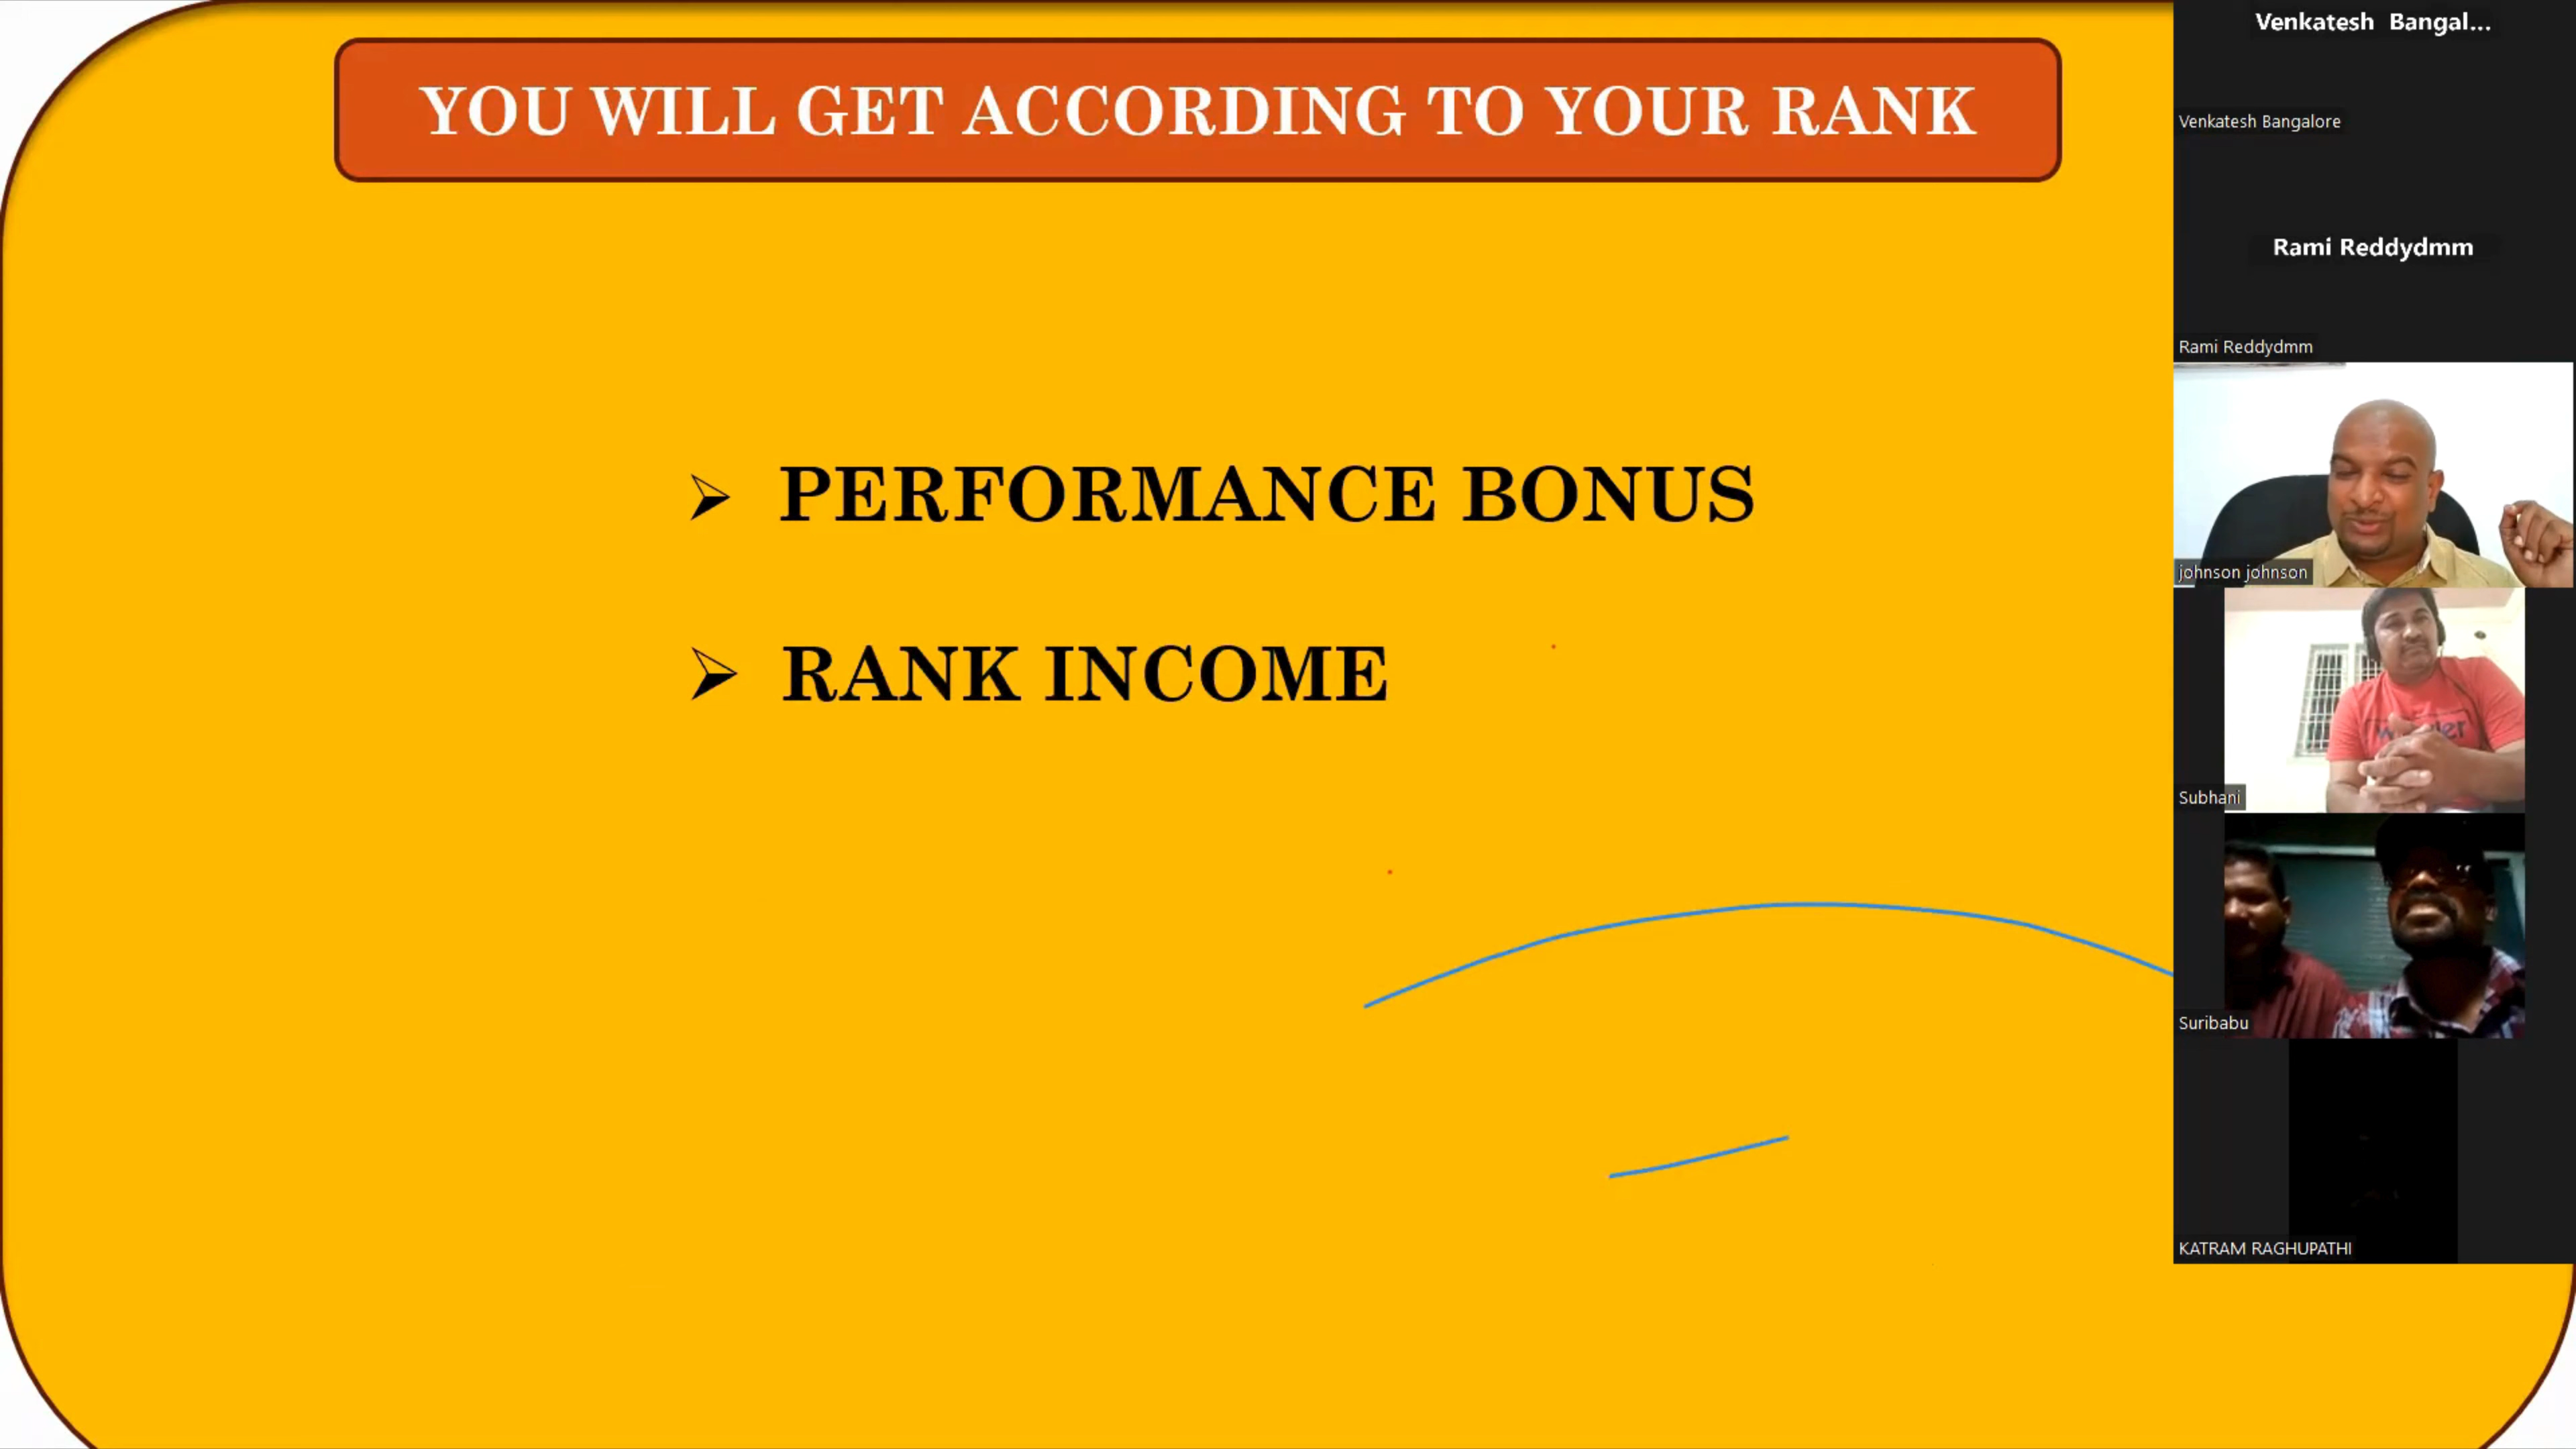 YOU WILL GET ACCORDING TO YOUR RANK
PERFORMANCE BONUS
RANK INCOME
Venkatesh Bangal...
Venkatesh Bangalore
Rami Reddydmm
Rami Reddydmm
johnson johnson
Subhani
Suribabu
KATRAM RAGHUPATHI